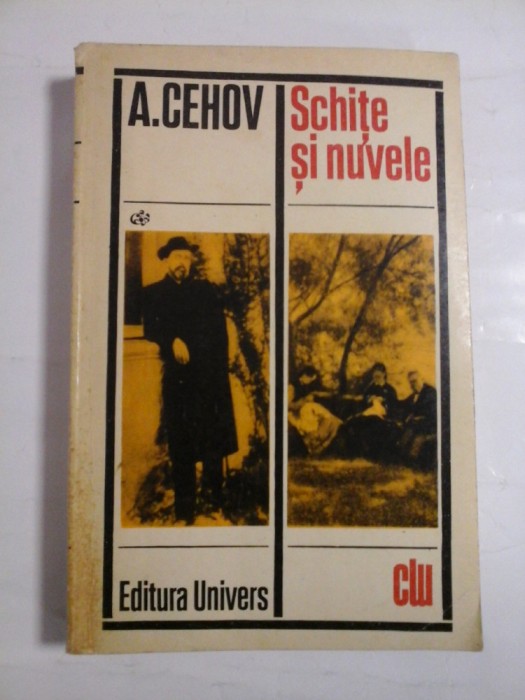 A.CEHOV
Schițe
și nuvele
Editura Univers
clu